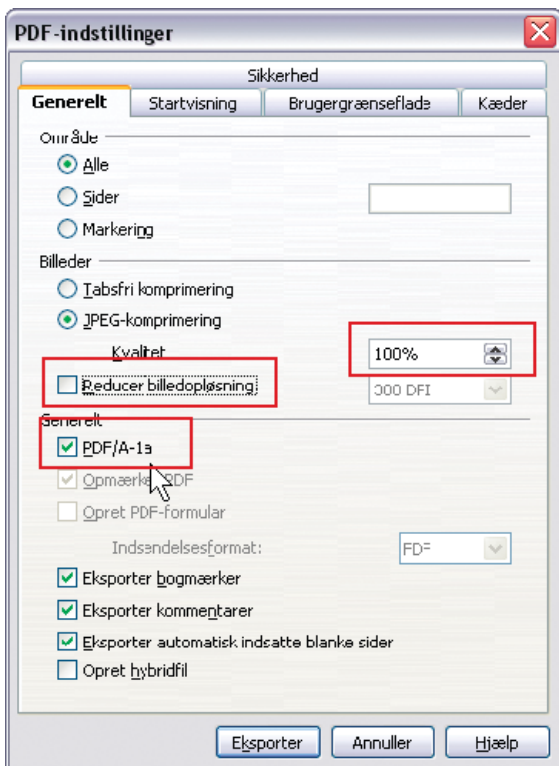 PDF-indstillinger
Sikkerhed
Generelt Startvisning Brugergrænseflade Kæder
Område
Alle
Sider
Markering
Billeder
Tabsfri komprimering
JPEG-komprimering
Kvalitet 100%
Reducer billedopløsning
Generelt
PDF/A-1a
PDF
Opret PDF-formular
Indsendelsesformat: FDF
Eksporter bogmærker
Eksporter kommentarer
Eksporter automatisk indsatte blanke sider
Opret hybridfil
Eksporter Annuller Hjælp